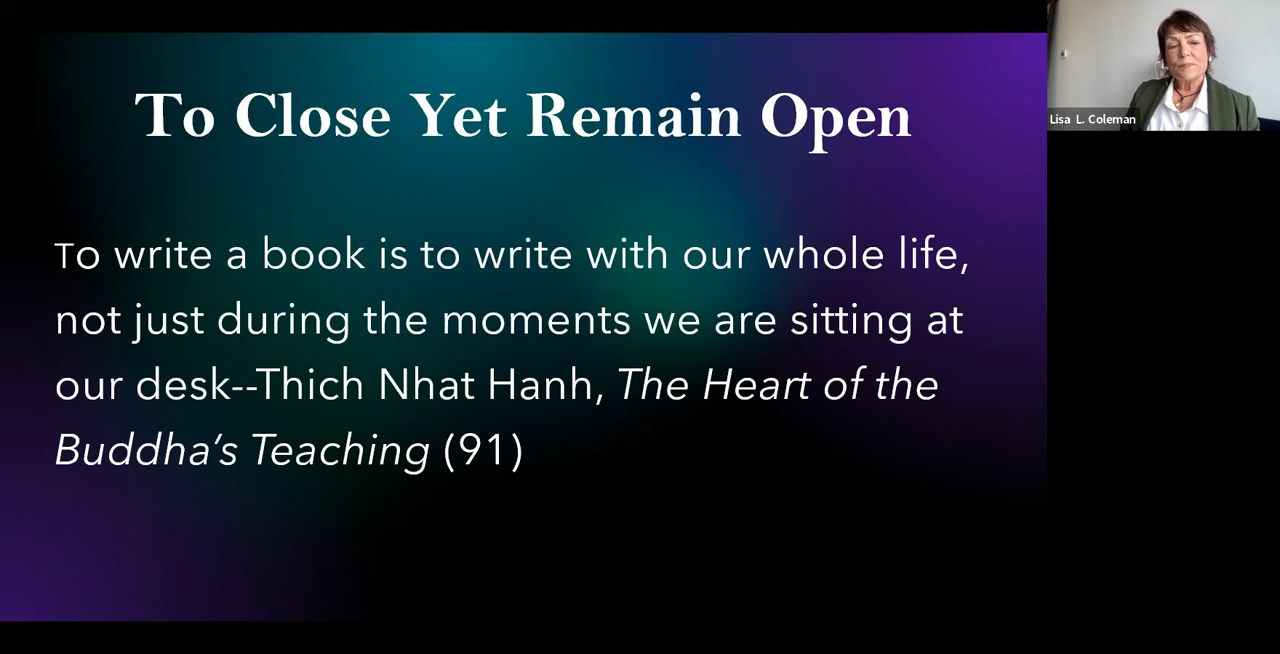 To Close Yet Remain Open
To write a book is to write with our whole life,
not just during the moments we are sitting at
our desk--Thich Nhat Hanh, The Heart of the
Buddha’s Teaching (91)
Lisa L. Coleman